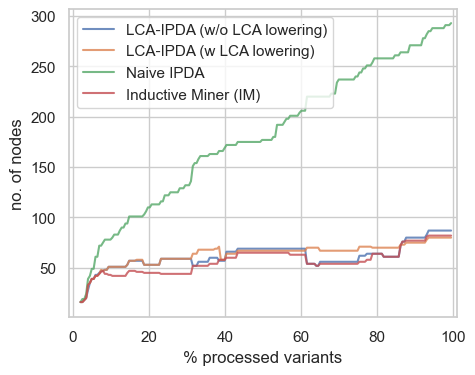 LCA-IPDA (w/o LCA lowering)
LCA-IPDA (w LCA lowering)
Naive IPDA
Inductive Miner (IM)
no. of nodes
300
250
200
150
100
50
0
20
40
60
80
100
% processed variants